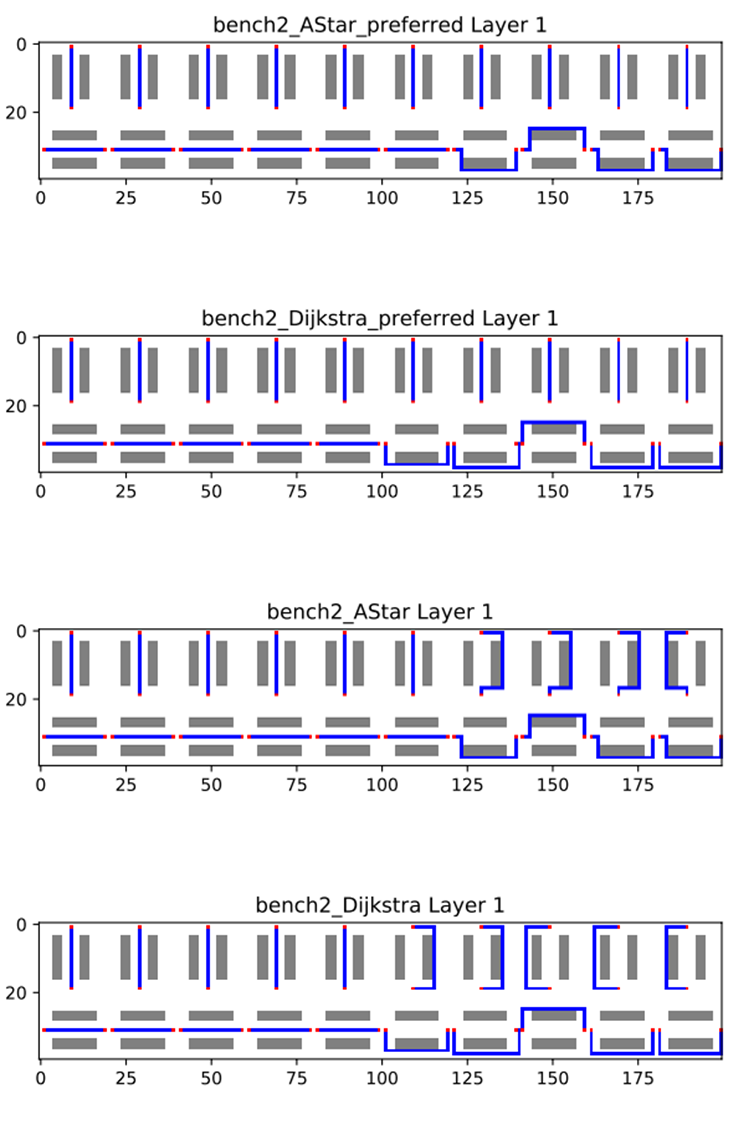 bench2_AStar_preferred Layer 1
0
20
0 25 50 75 100 125 150 175
bench2_Dijkstra_preferred Layer 1
0
20
0 25 50 75 100 125 150 175
bench2_AStar Layer 1
0
20
0 25 50 75 100 125 150 175
bench2_Dijkstra Layer 1
0
20
0 25 50 75 100 125 150 175